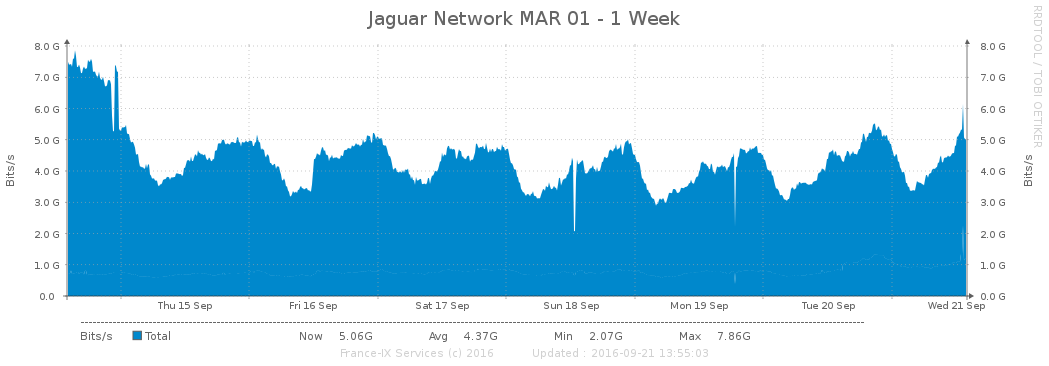 Jaguar Network MAR 01 - 1 Week
RRDTOOL / TOBI OETIKER
Bits/s
8.0 G 8.0 G
7.0 G 7.0 G
6.0 G 6.0 G
5.0 G 5.0 G
4.0 G 4.0 G
3.0 G 3.0 G
2.0 G 2.0 G
1.0 G 1.0 G
0.0 0.0 G
Bits/s
Thu 15 Sep Fri 16 Sep Sat 17 Sep Sun 18 Sep Mon 19 Sep Tue 20 Sep Wed 21 Sep
Bits/s Total Now 5.06G Avg 4.37G Min 2.07G Max 7.86G
France-IX Services (c) 2016 Updated : 2016-09-21 13:55:03